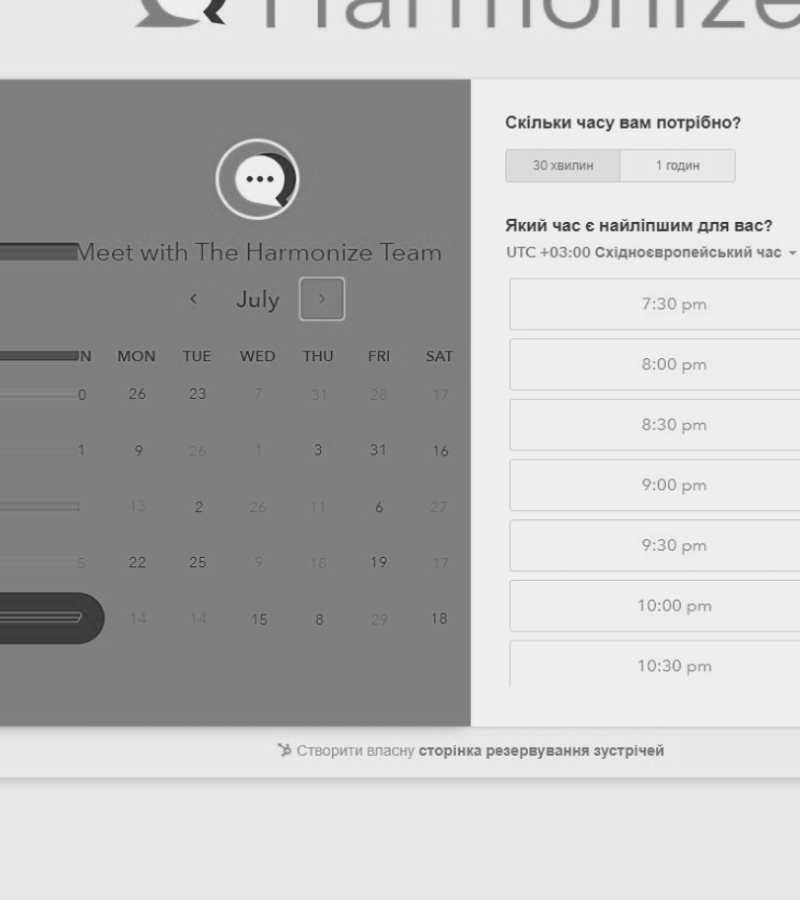 Harmonize
Meet with The Harmonize Team
July
N MON TUE WED THU FRI SAT
0 26 23 7 31 28 17
1 9 26 1 3 31 16
13 2 26 11 6 27
5 22 25 9 18 19 17
14 14 15 8 29 18
Скільки часу вам потрібно?
30 хвилин 1 годин
Який час є найліпшим для вас?
UTC +03:00 Східноєвропейський час
7:30 pm
8:00 pm
8:30 pm
9:00 pm
9:30 pm
10:00 pm
10:30 pm
Створити власну сторінка резервування зустрічей